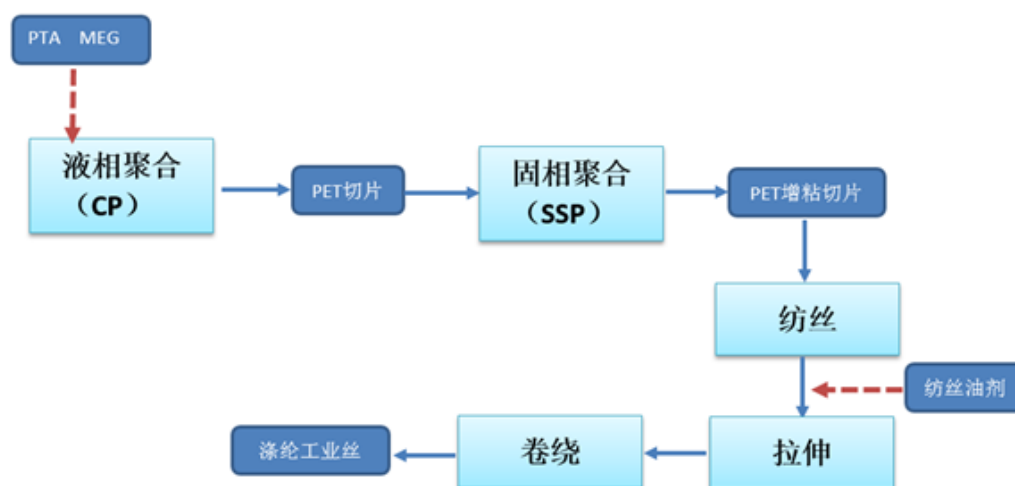 PTA MEG
液相聚合
（CP）
PET切片
固相聚合
（SSP）
PET增粘切片
纺丝
纺丝油剂
拉伸
卷绕
涤纶工业丝